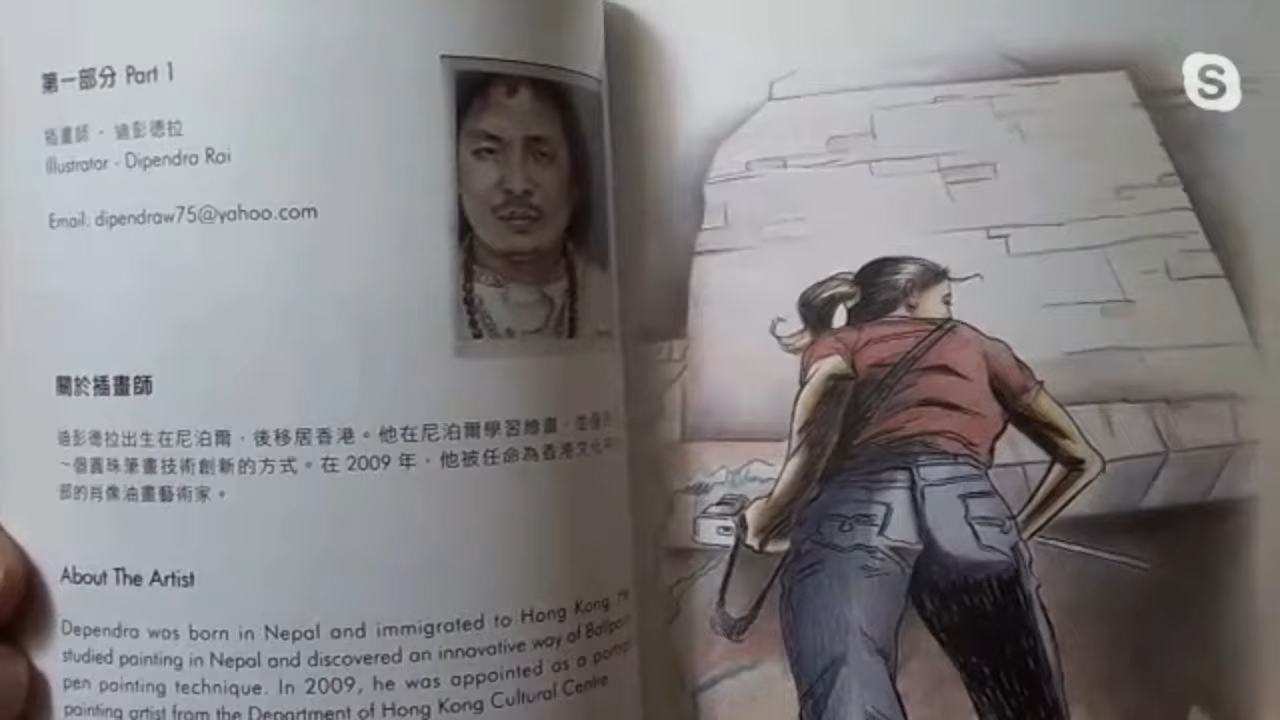 第一部分 Part 1
插畫師 - 迪彭德拉
Illustrator - Dipendra Rai
Email: dipendraw75@yahoo.com
關於插畫師
迪彭德拉出生在尼泊爾，後移居香港。他在尼泊爾學習繪畫，並發
一個圓珠筆畫技術創新的方式。在 2009 年，他被任命為香港文化
部的肖像油畫藝術家。
About The Artist
Dependra was born in Nepal and immigrated to Hong Kong. He
studied painting in Nepal and discovered an innovative way of Ballpoi
pen painting technique. In 2009, he was appointed as a
painting artist from the Department of Hong Kong Cultural Centre
S